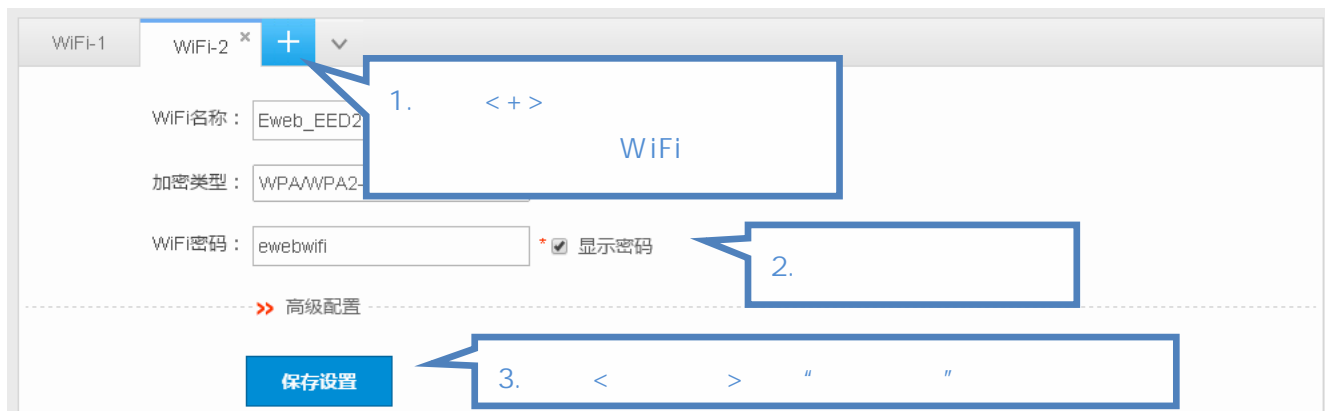 WiFi-1 WiFi-2 × + 
1. <+>
WiFi
WiFi名称： Eweb_EED2
加密类型： WPA/WPA2-
WiFi密码： ewebwifi * 显示密码
2.
高级配置
保存设置
3. < > “ ”